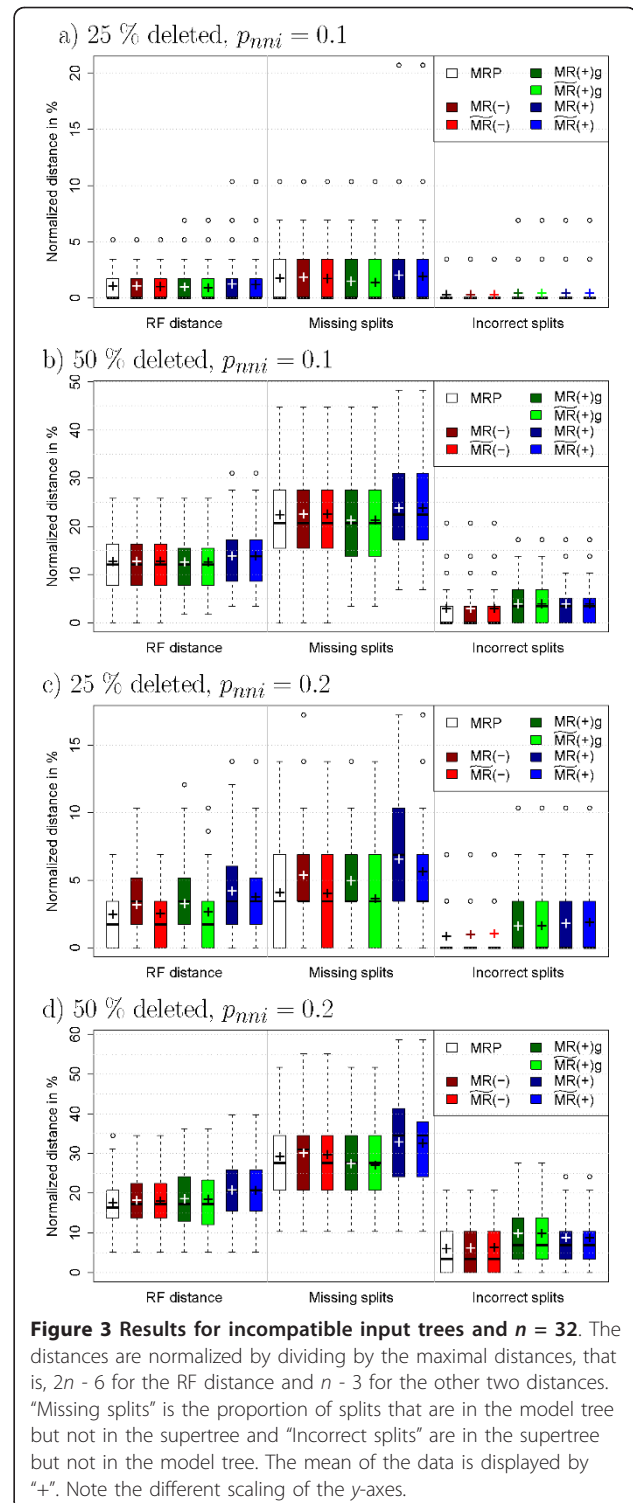 a) 25 % deleted, p_nni = 0.1
Normalized distance in %
20
15
10
5
0
MRP
MR(+)g
M͠R(+)g
MR(-)
MR(+)
M͠R(-)
M͠R(+)
RF distance
Missing splits
Incorrect splits
b) 50 % deleted, p_nni = 0.1
Normalized distance in %
50
40
30
20
10
0
MRP
MR(+)g
M͠R(+)g
MR(-)
MR(+)
M͠R(-)
M͠R(+)
RF distance
Missing splits
Incorrect splits
c) 25 % deleted, p_nni = 0.2
Normalized distance in %
15
10
5
0
MRP
MR(+)g
M͠R(+)g
MR(-)
MR(+)
M͠R(-)
M͠R(+)
RF distance
Missing splits
Incorrect splits
d) 50 % deleted, p_nni = 0.2
Normalized distance in %
60
50
40
30
20
10
0
MRP
MR(+)g
M͠R(+)g
MR(-)
MR(+)
M͠R(-)
M͠R(+)
RF distance
Missing splits
Incorrect splits
Figure 3 Results for incompatible input trees and n = 32. The
distances are normalized by dividing by the maximal distances, that
is, 2n - 6 for the RF distance and n - 3 for the other two distances.
“Missing splits” is the proportion of splits that are in the model tree
but not in the supertree and “Incorrect splits” are in the supertree
but not in the model tree. The mean of the data is displayed by
“+”. Note the different scaling of the y-axes.